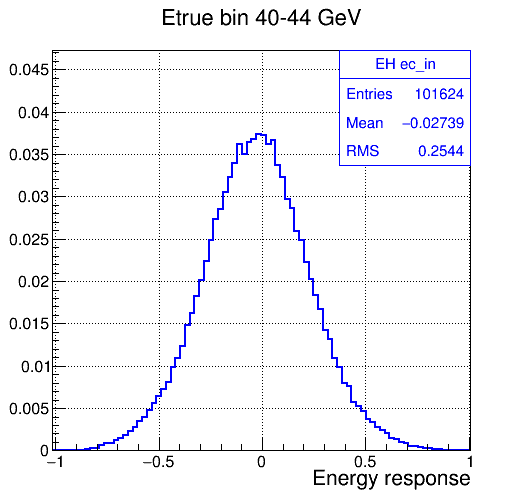 Etrue bin 40-44 GeV
EH ec_in
Entries 101624
Mean −0.02739
RMS 0.2544
0.045
0.04
0.035
0.03
0.025
0.02
0.015
0.01
0.005
0
−1 −0.5 0 0.5 1
Energy response